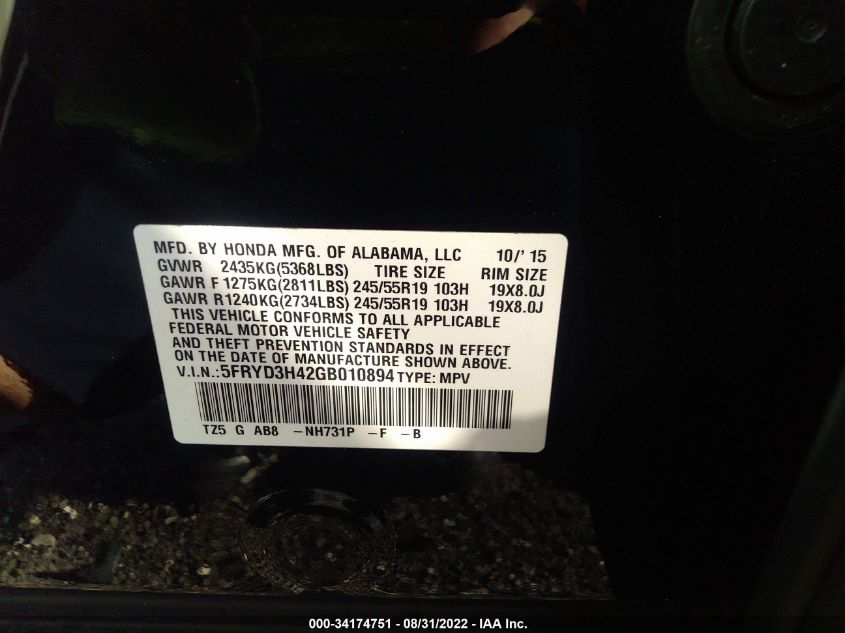 MFD. BY HONDA MFG. OF ALABAMA, LLC 10/' 15
GVWR 2435KG(5368LBS) TIRE SIZE RIM SIZE
GAWR F 1275KG(2811LBS) 245/55R19 103H 19X8.0J
GAWR R1240KG(2734LBS) 245/55R19 103H 19X8.0J
THIS VEHICLE CONFORMS TO ALL APPLICABLE
FEDERAL MOTOR VEHICLE SAFETY
AND THEFT PREVENTION STANDARDS IN EFFECT
ON THE DATE OF MANUFACTURE SHOWN ABOVE.
V.I.N.:5FRYD3H42GB010894 TYPE: MPV
TZ5 G AB8 -NH731P -F -B
000-34174751 - 08/31/2022 - IAA Inc.